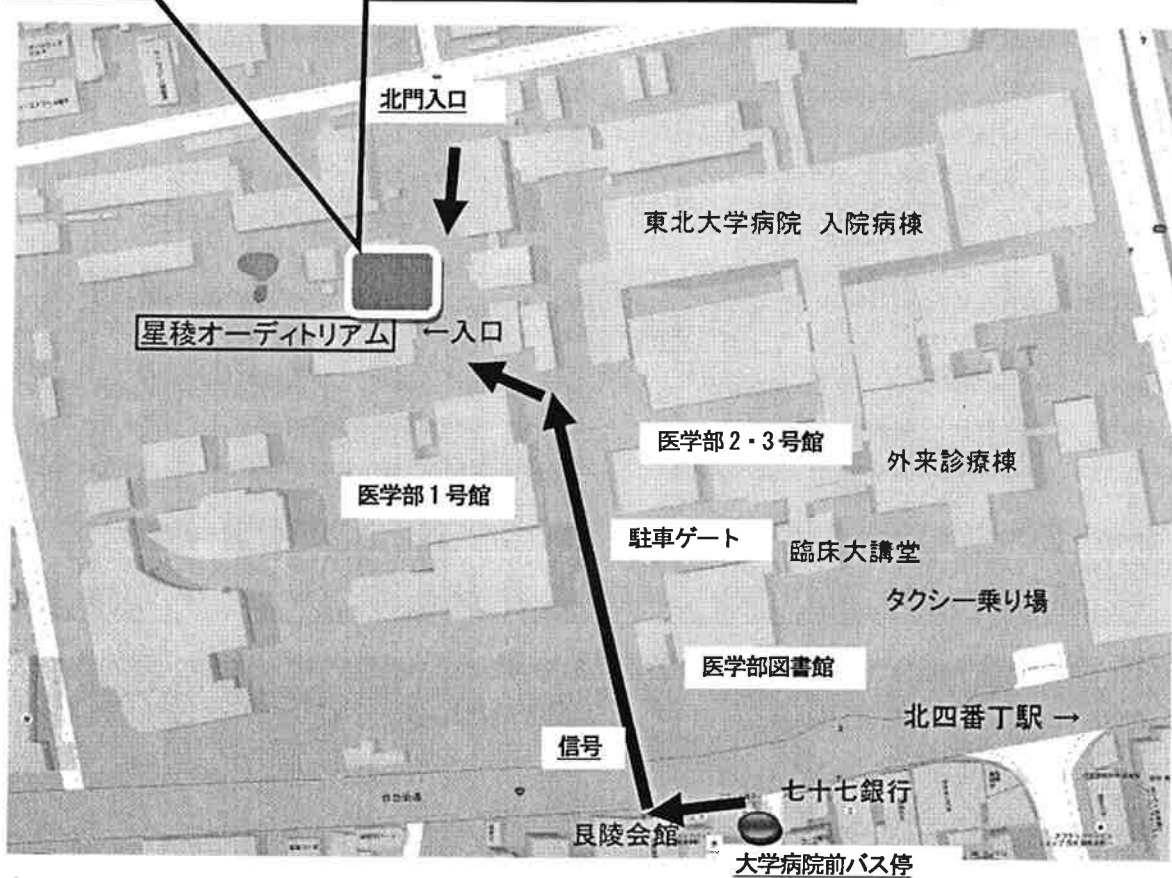 北門入口
東北大学病院 入院病棟
星稜オーディトリアム ←入口
医学部2・3号館
外来診療棟
医学部1号館
駐車ゲート
臨床大講堂
タクシー乗り場
医学部図書館
北四番丁駅 →
信号
七十七銀行
艮陵会館
大学病院前バス停